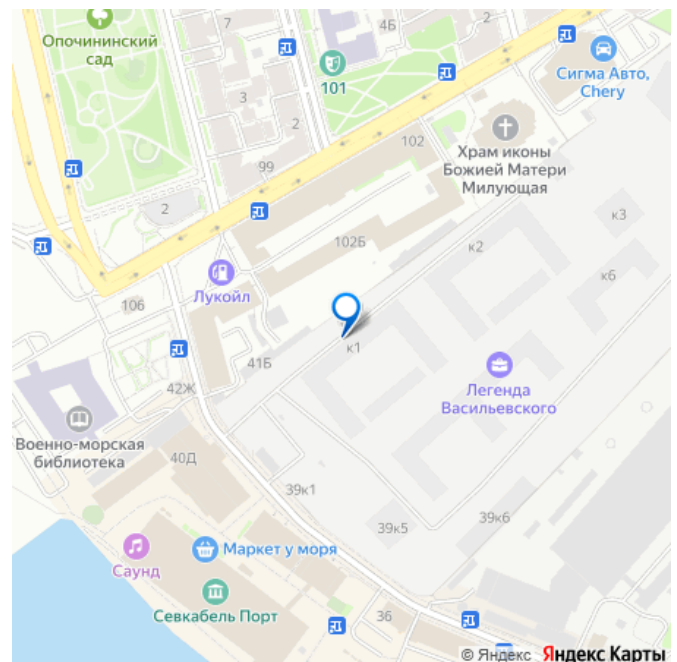 7
4Б
Опочининский
сад
101
Сигма Авто,
Chery
3
2
102
Храм иконы
Божией Матери
Милующая
99
2
к3
102Б
к2
к6
Лукойл
106
к1
41Б
Легенда
Васильевского
42Ж
Военно-морская
библиотека
40Д
39к1
39к6
39к5
Маркет у моря
Саунд
Севкабель Порт
36
© Яндекс Яндекс Карты